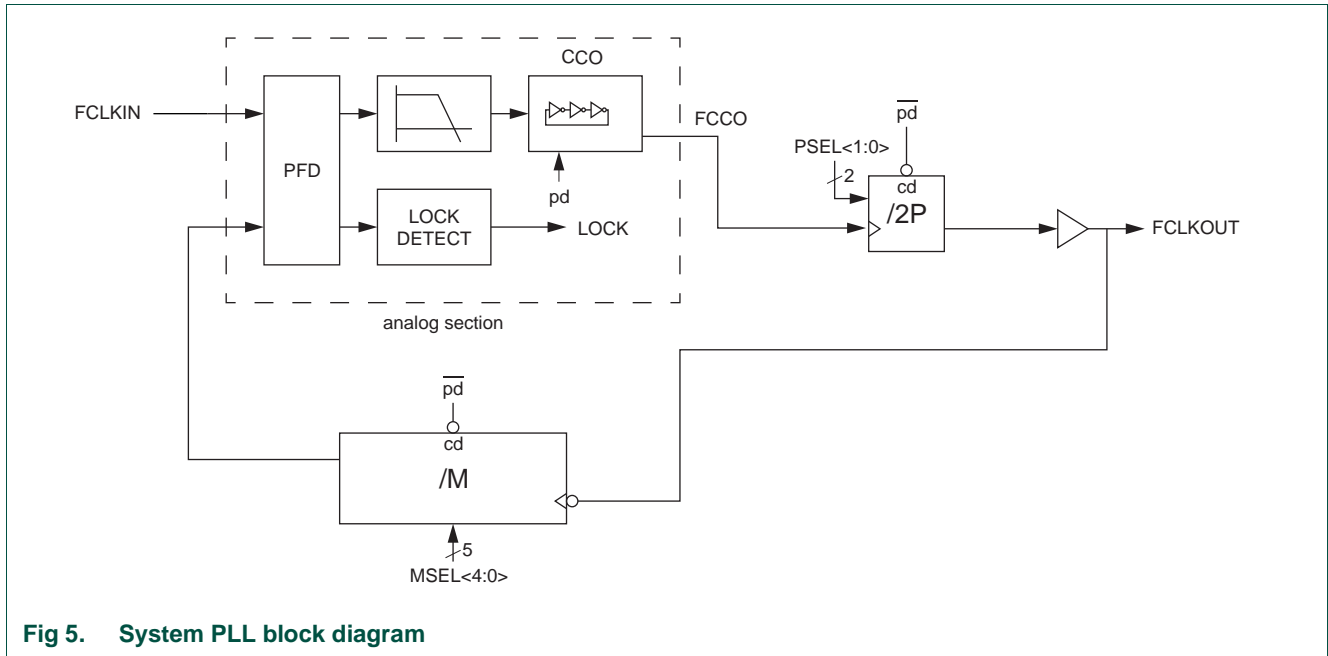 CCO
FCLKIN
FCCO
pd
PSEL<1:0>
2
PFD
cd
/2P
pd
LOCK
DETECT
LOCK
FCLKOUT
analog section
pd
cd
/M
5
MSEL<4:0>
Fig 5. System PLL block diagram